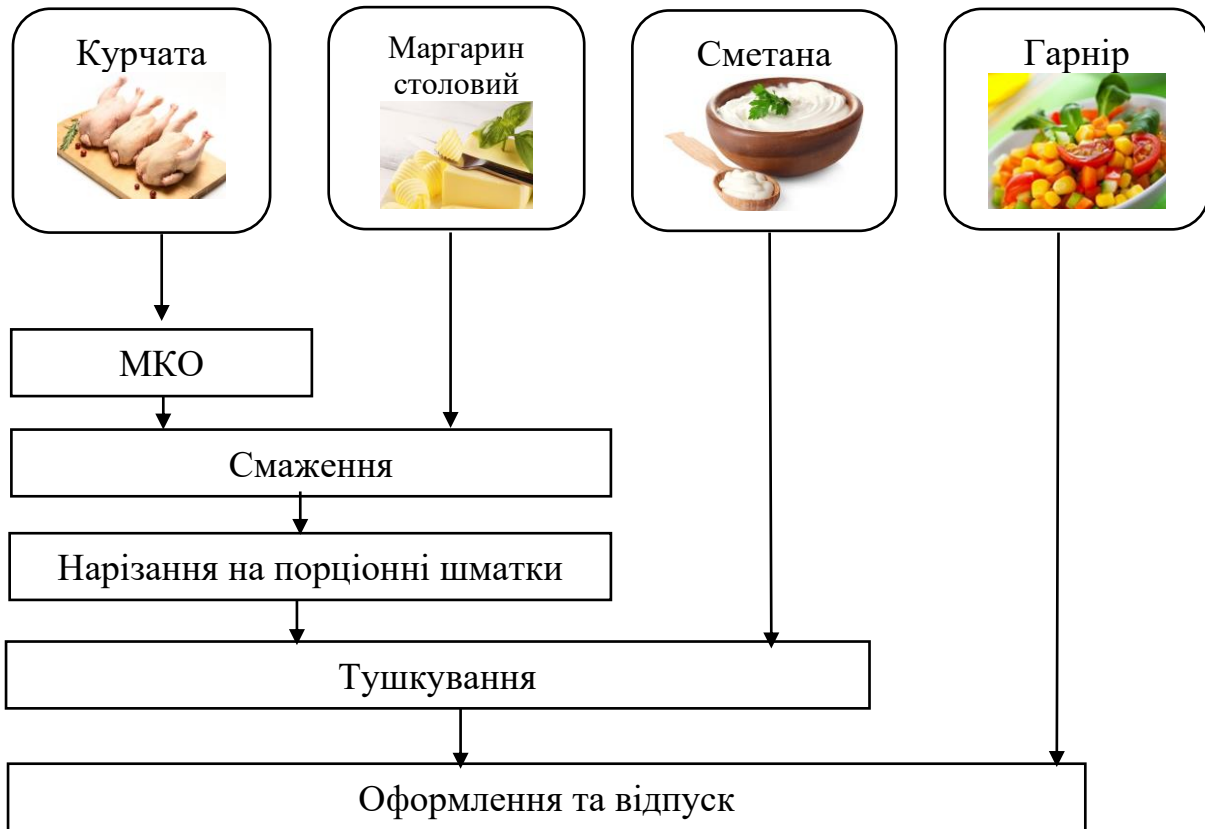 Курчата
Маргарин
столовий
Сметана
Гарнір
МКО
Смаження
Нарізання на порціонні шматки
Тушкування
Оформлення та відпуск